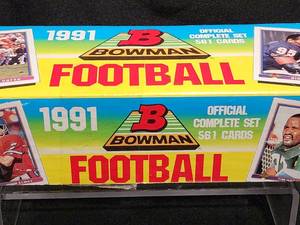 1991
B
BOWMAN
FOOTBALL
OFFICIAL
COMPLETE SET
561 CARDS
1991
B
BOWMAN
FOOTBALL
OFFICIAL
COMPLETE SET
561 CARDS